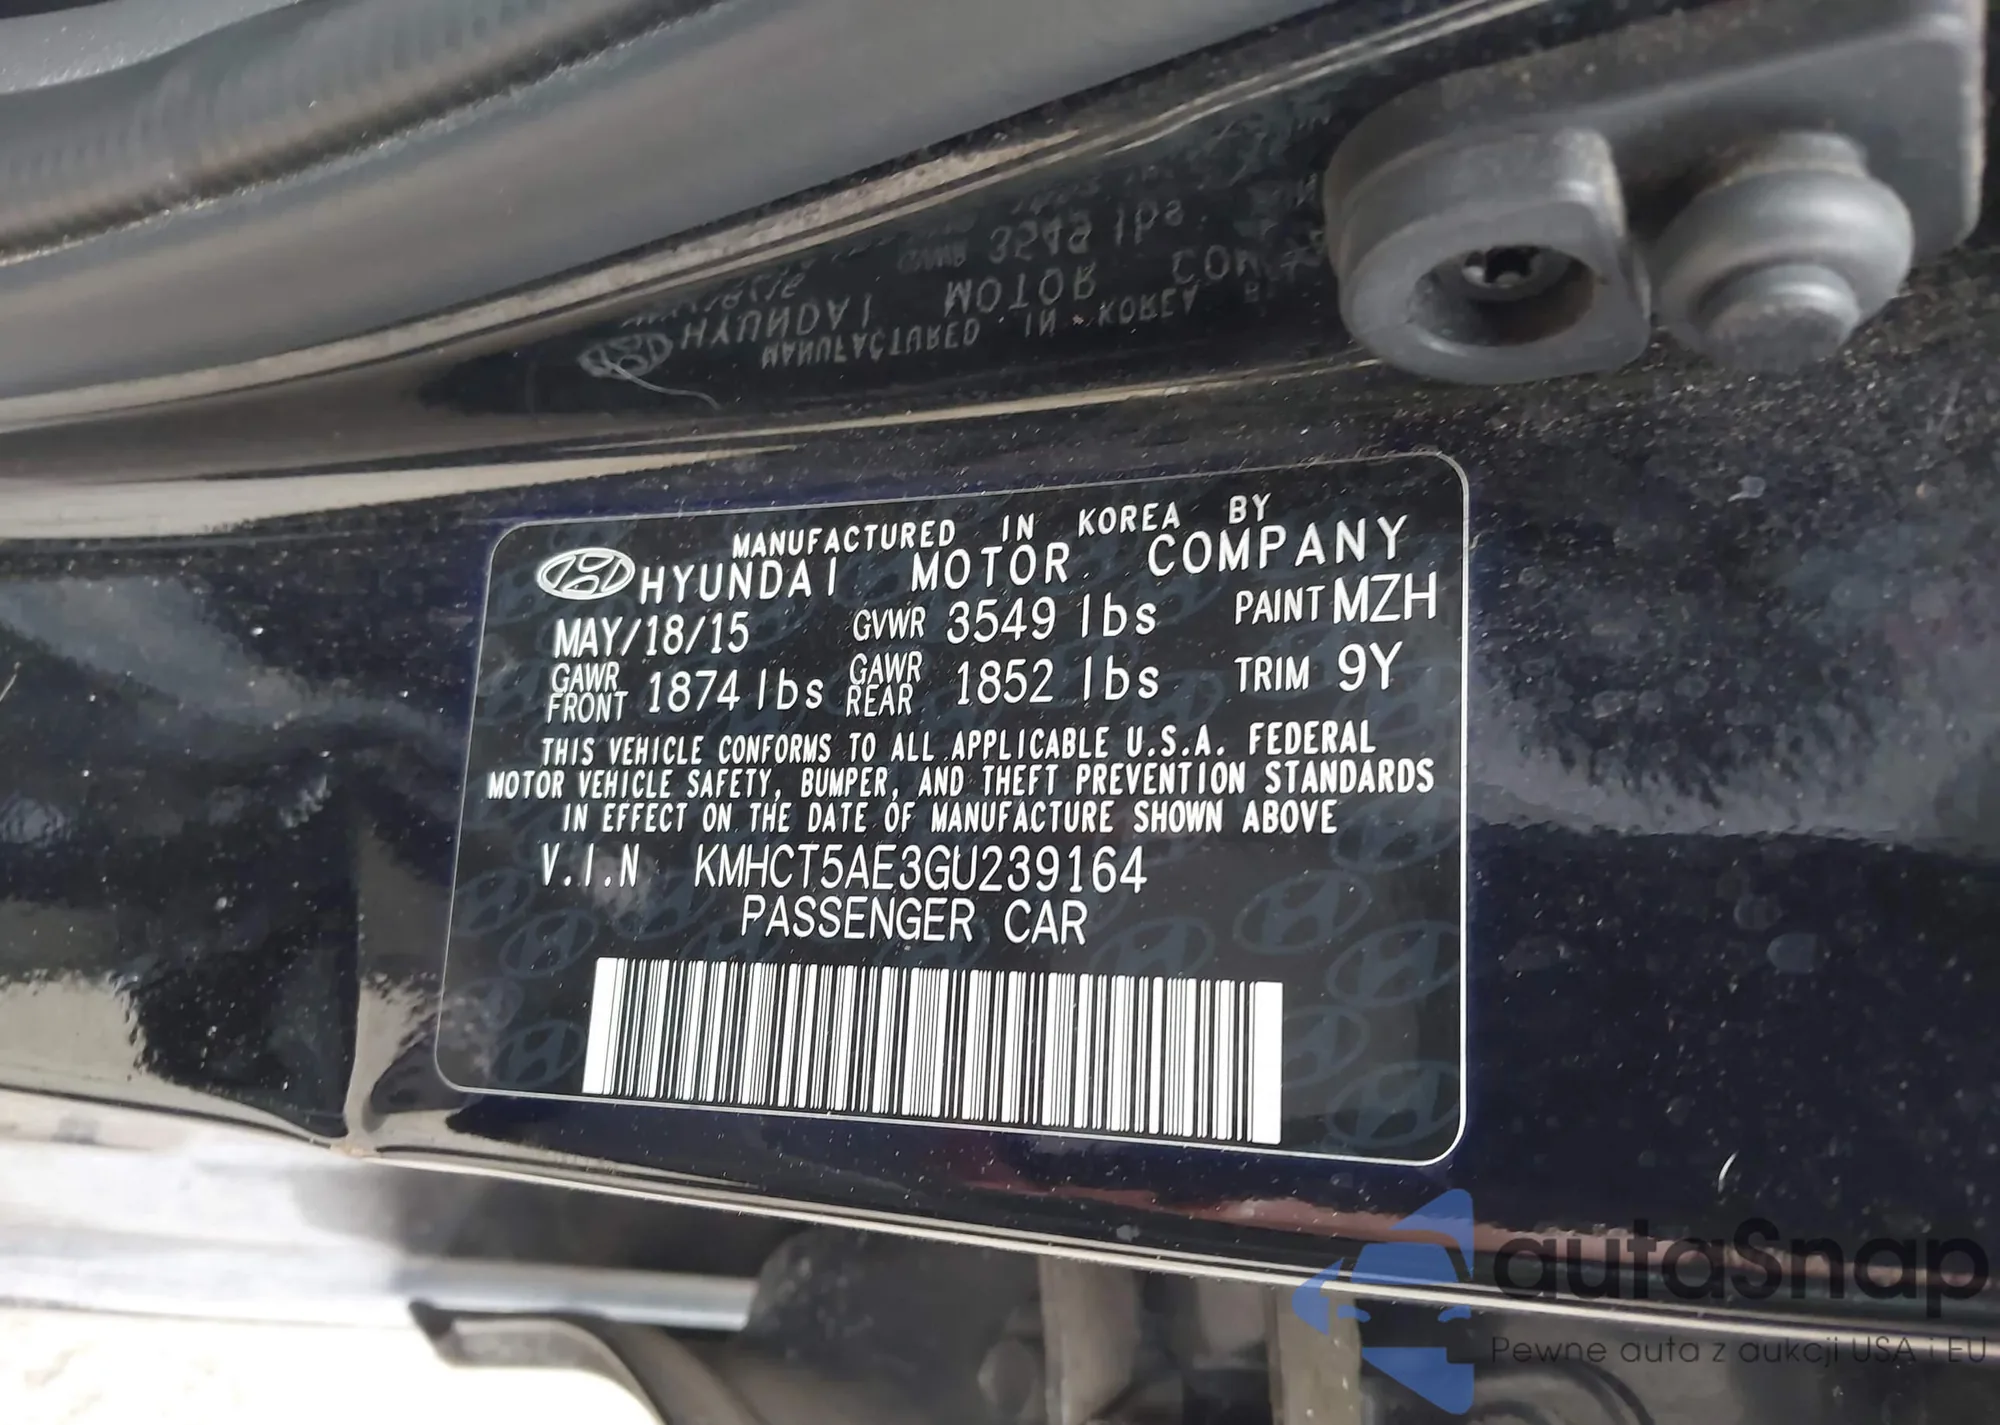 MANUFACTURED IN KOREA BY
HYUNDAI MOTOR COMPANY
MAY/18/15 GVWR 3549 lbs PAINT MZH
GAWR FRONT 1874 lbs GAWR REAR 1852 lbs TRIM 9Y
THIS VEHICLE CONFORMS TO ALL APPLICABLE U.S.A. FEDERAL
MOTOR VEHICLE SAFETY, BUMPER, AND THEFT PREVENTION STANDARDS
IN EFFECT ON THE DATE OF MANUFACTURE SHOWN ABOVE
V.I.N KMHCT5AE3GU239164
PASSENGER CAR
autaSnap
Pewne auta z aukcji USA i EU